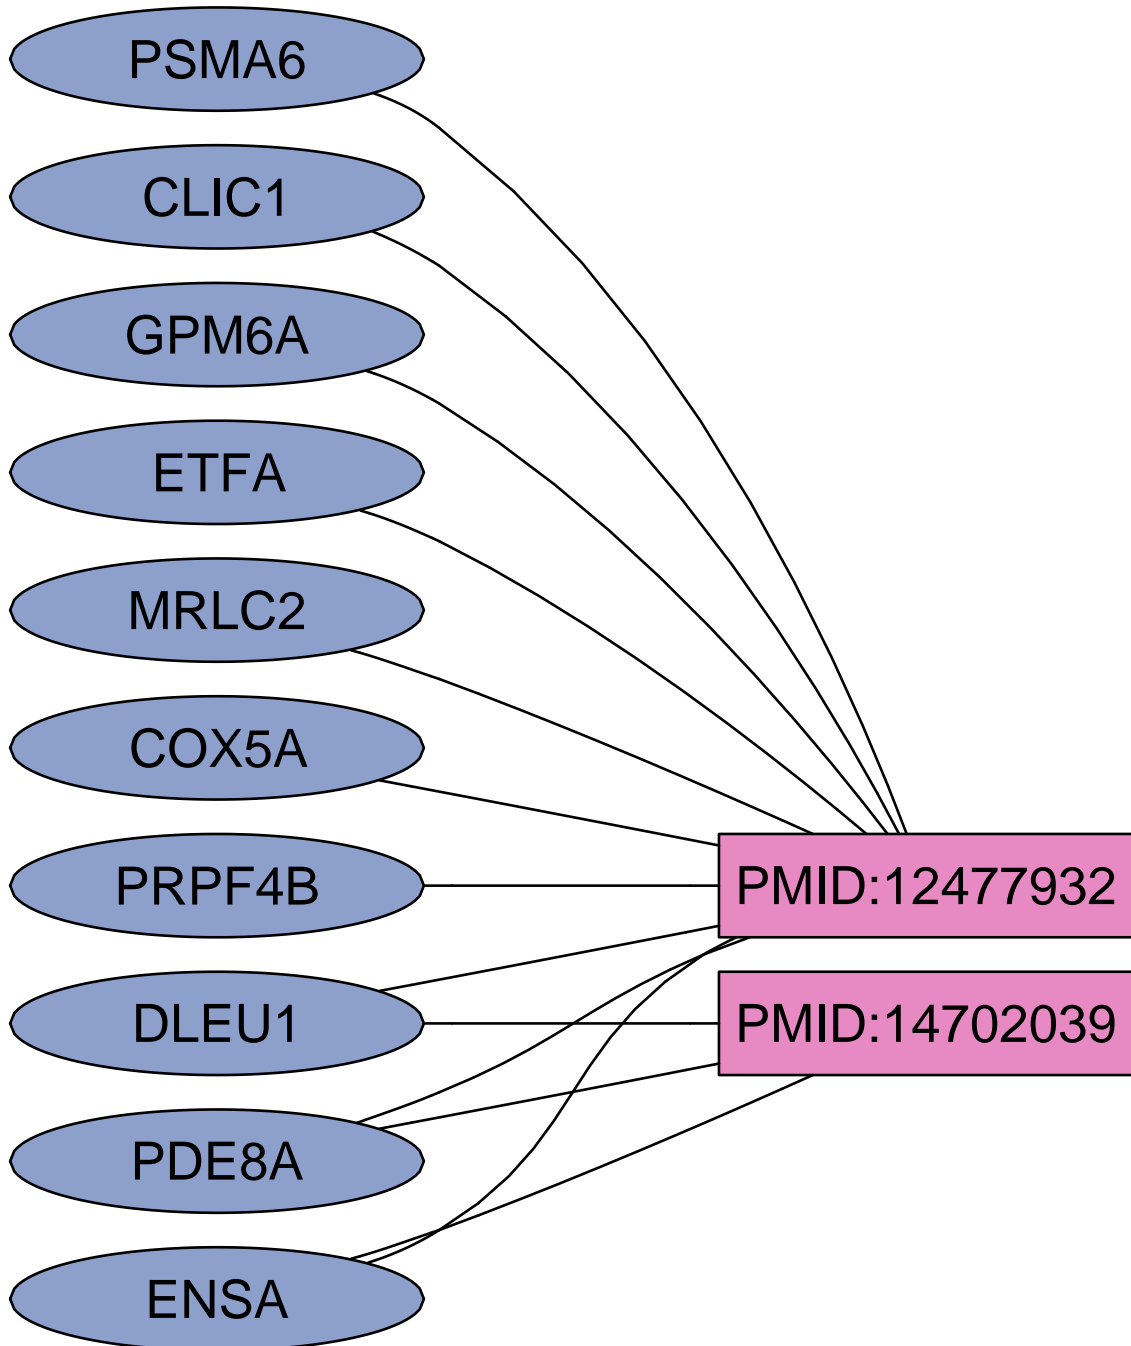 PSMA6
CLIC1
GPM6A
ETFA
MRLC2
COX5A
PRPF4B
PMID:12477932
DLEU1
PMID:14702039
PDE8A
ENSA